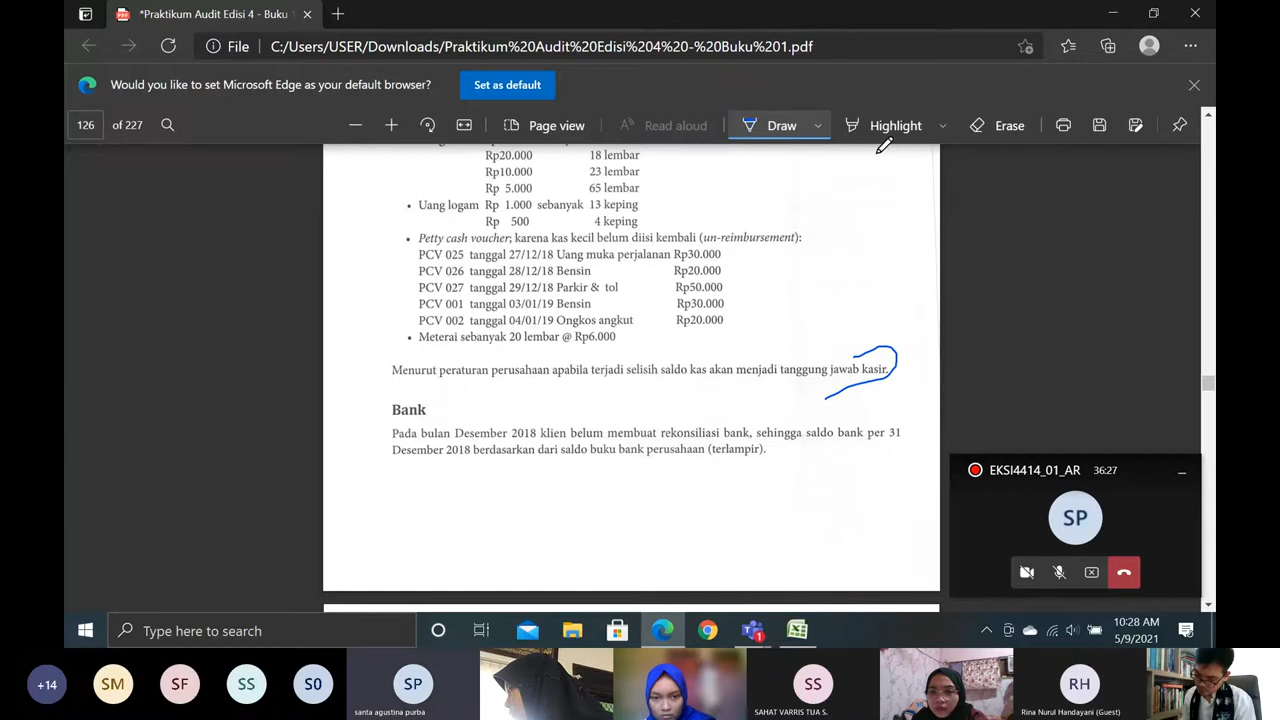 *Praktikum Audit Edisi 4 - Buku 1
File C:/Users/USER/Downloads/Praktikum%20Audit%20Edisi%204%20-%20Buku%201.pdf
Would you like to set Microsoft Edge as your default browser? Set as default
126 of 227 Page view Read aloud Draw Highlight Erase
Rp20.000 18 lembar
Rp10.000 23 lembar
Rp 5.000 65 lembar
• Uang logam Rp 1.000 sebanyak 13 keping
Rp 500 4 keping
• Petty cash voucher; karena kas kecil belum diisi kembali (un-reimbursement):
PCV 025 tanggal 27/12/18 Uang muka perjalanan Rp30.000
PCV 026 tanggal 28/12/18 Bensin Rp20.000
PCV 027 tanggal 29/12/18 Parkir & tol Rp50.000
PCV 001 tanggal 03/01/19 Bensin Rp30.000
PCV 002 tanggal 04/01/19 Ongkos angkut Rp20.000
• Meterai sebanyak 20 lembar @ Rp6.000
Menurut peraturan perusahaan apabila terjadi selisih saldo kas akan menjadi tanggung jawab kasir.
Bank
Pada bulan Desember 2018 klien belum membuat rekonsiliasi bank, sehingga saldo bank per 31
Desember 2018 berdasarkan dari saldo buku bank perusahaan (terlampir).
EKSI4414_01_AR 36:27
SP
Type here to search
1
10:28 AM
5/9/2021
+14 SM SF SS S0 SP SS RH
santa agustina purba SAHAT VARRIS TUA S. Rina Nurul Handayani (Guest)